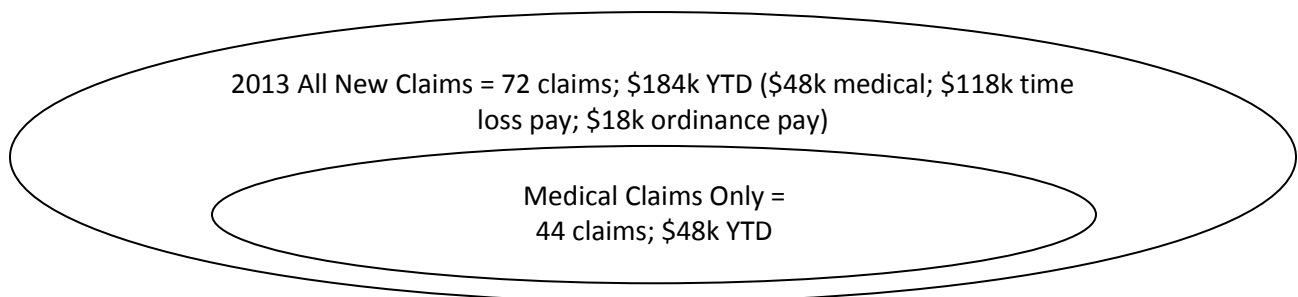 2013 All New Claims = 72 claims; $184k YTD ($48k medical; $118k time
loss pay; $18k ordinance pay)
Medical Claims Only =
44 claims; $48k YTD